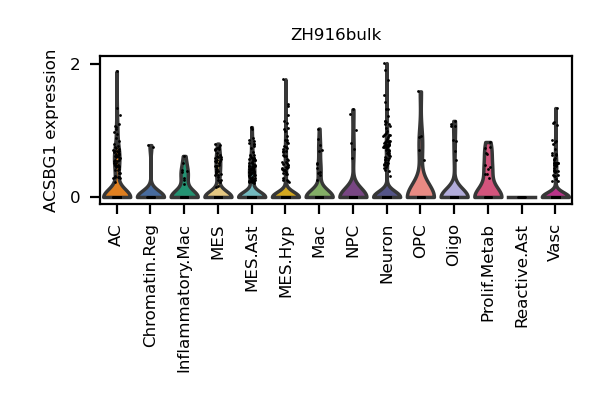 ZH916bulk
ACSBG1 expression
2
0
AC
Chromatin.Reg
Inflammatory.Mac
MES
MES.Ast
MES.Hyp
Mac
NPC
Neuron
OPC
Oligo
Prolif.Metab
Reactive.Ast
Vasc